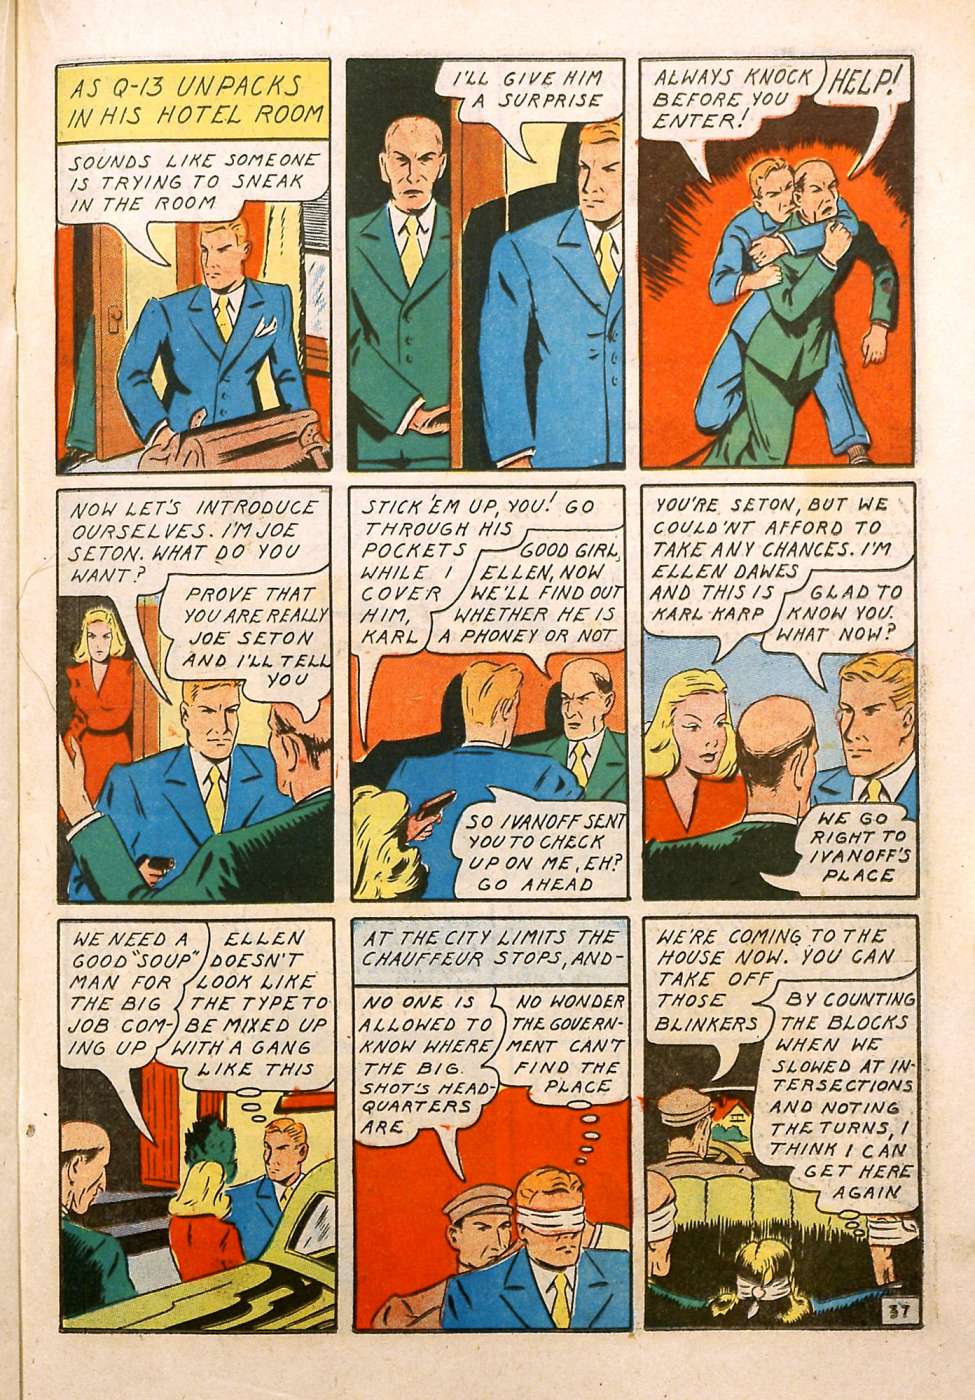 AS Q-13 UNPACKS
IN HIS HOTEL ROOM
SOUNDS LIKE SOMEONE
IS TRYING TO SNEAK
IN THE ROOM
I'LL GIVE HIM
A SURPRISE
ALWAYS KNOCK
BEFORE YOU
ENTER!
HELP!
NOW LET'S INTRODUCE
OURSELVES. I'M JOE
SETON. WHAT DO YOU
WANT?
PROVE THAT
YOU ARE REALLY
JOE SETON
AND I'LL TELL
YOU
STICK 'EM UP, YOU! GO
THROUGH HIS
POCKETS
WHILE I
COVER
HIM,
KARL
GOOD GIRL,
ELLEN, NOW
WE'LL FIND OUT
WHETHER HE IS
A PHONEY OR NOT
SO IVANOFF SENT
YOU TO CHECK
UP ON ME, EH?
GO AHEAD
YOU'RE SETON, BUT WE
COULD'NT AFFORD TO
TAKE ANY CHANCES. I'M
ELLEN DAWES
AND THIS IS
KARL KARP
GLAD TO
KNOW YOU.
WHAT NOW?
WE GO
RIGHT TO
IVANOFF'S
PLACE
WE NEED A
GOOD "SOUP"
MAN FOR
THE BIG
JOB COM-
ING UP
ELLEN
DOESN'T
LOOK LIKE
THE TYPE TO
BE MIXED UP
WITH A GANG
LIKE THIS
AT THE CITY LIMITS THE
CHAUFFEUR STOPS, AND-
NO ONE IS
ALLOWED TO
KNOW WHERE
THE BIG
SHOT'S HEAD-
QUARTERS
ARE
NO WONDER
THE GOVERN-
MENT CAN'T
FIND THE
PLACE
WE'RE COMING TO THE
HOUSE NOW. YOU CAN
TAKE OFF
THOSE
BLINKERS
BY COUNTING
THE BLOCKS
WHEN WE
SLOWED AT IN-
TERSECTIONS
AND NOTING
THE TURNS, I
THINK I CAN
GET HERE
AGAIN
37